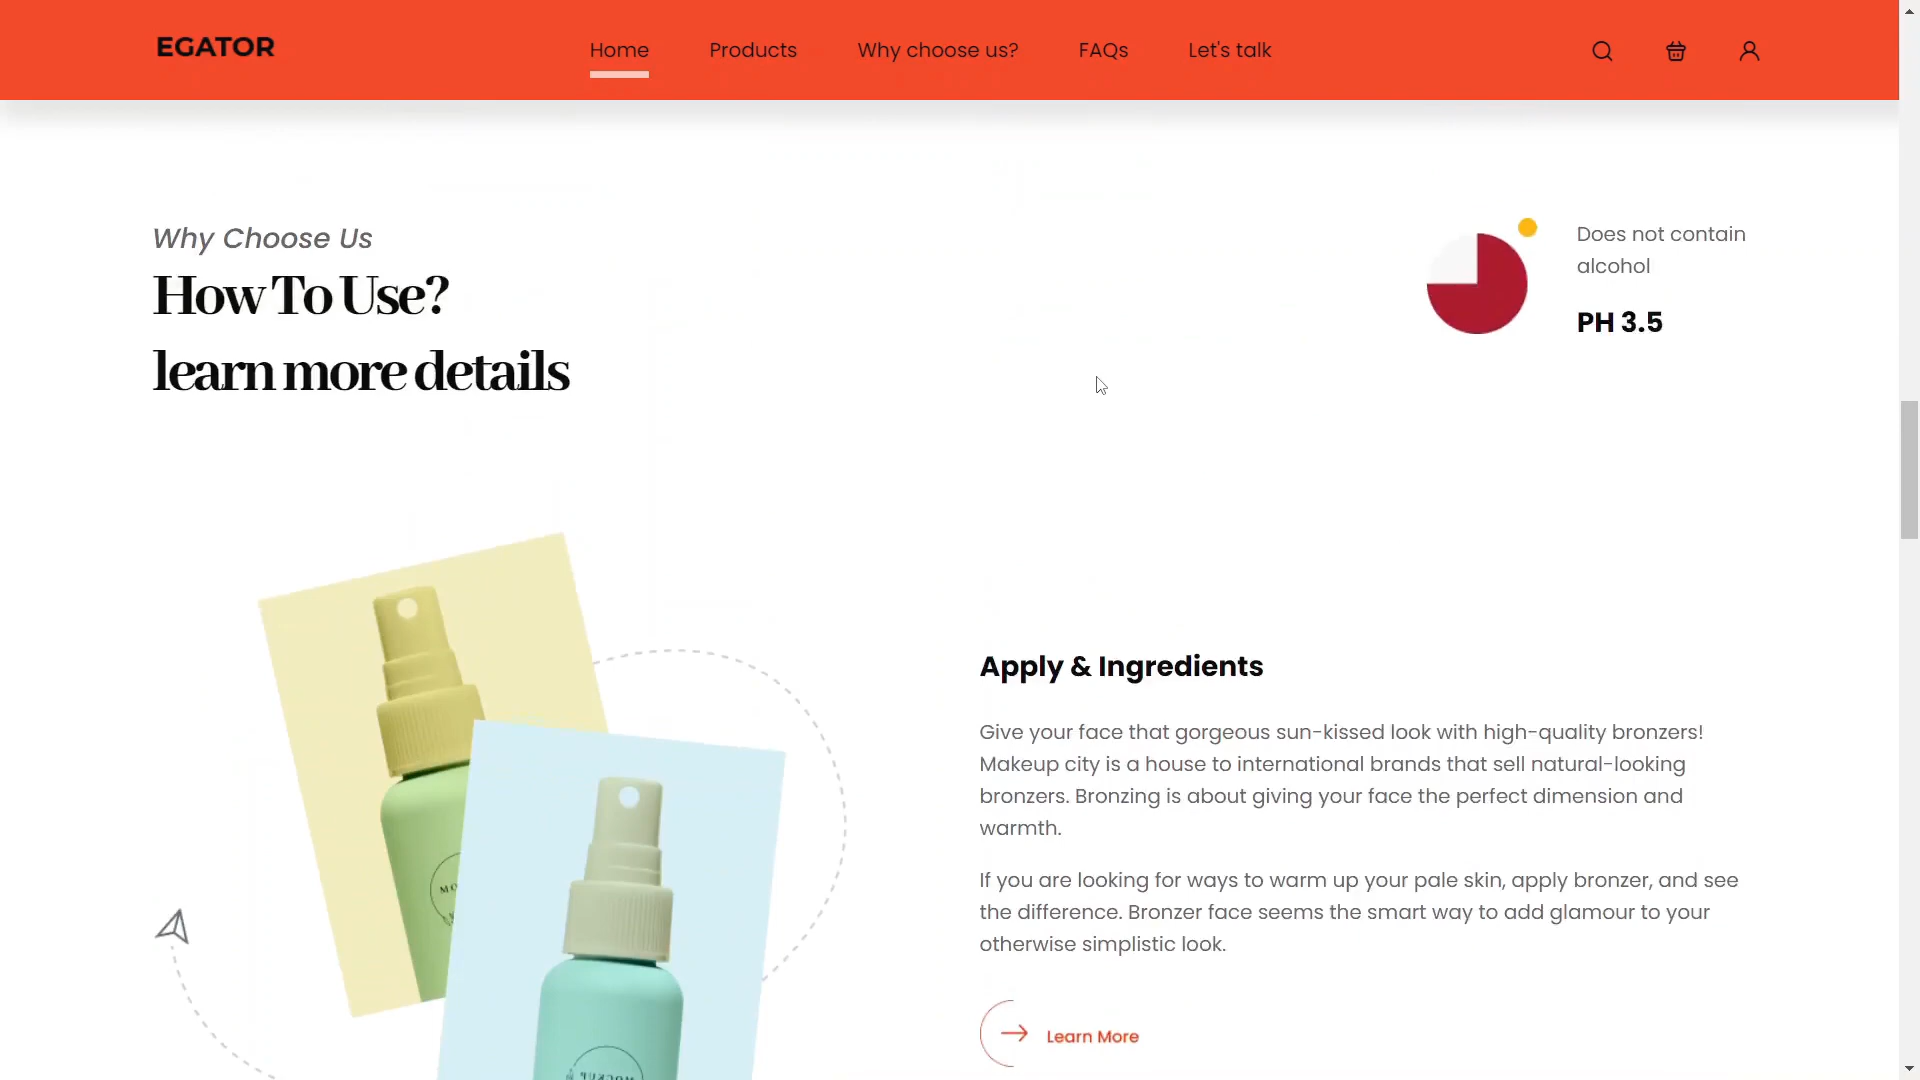 EGATOR
Home
Products
Why choose us?
FAQs
Let's talk
Why Choose Us
How To Use?
learn more details
Does not contain
alcohol
PH 3.5
Apply & Ingredients
Give your face that gorgeous sun-kissed look with high-quality bronzers!
Makeup city is a house to international brands that sell natural-looking
bronzers. Bronzing is about giving your face the perfect dimension and
warmth.
If you are looking for ways to warm up your pale skin, apply bronzer, and see
the difference. Bronzer face seems the smart way to add glamour to your
otherwise simplistic look.
Learn More